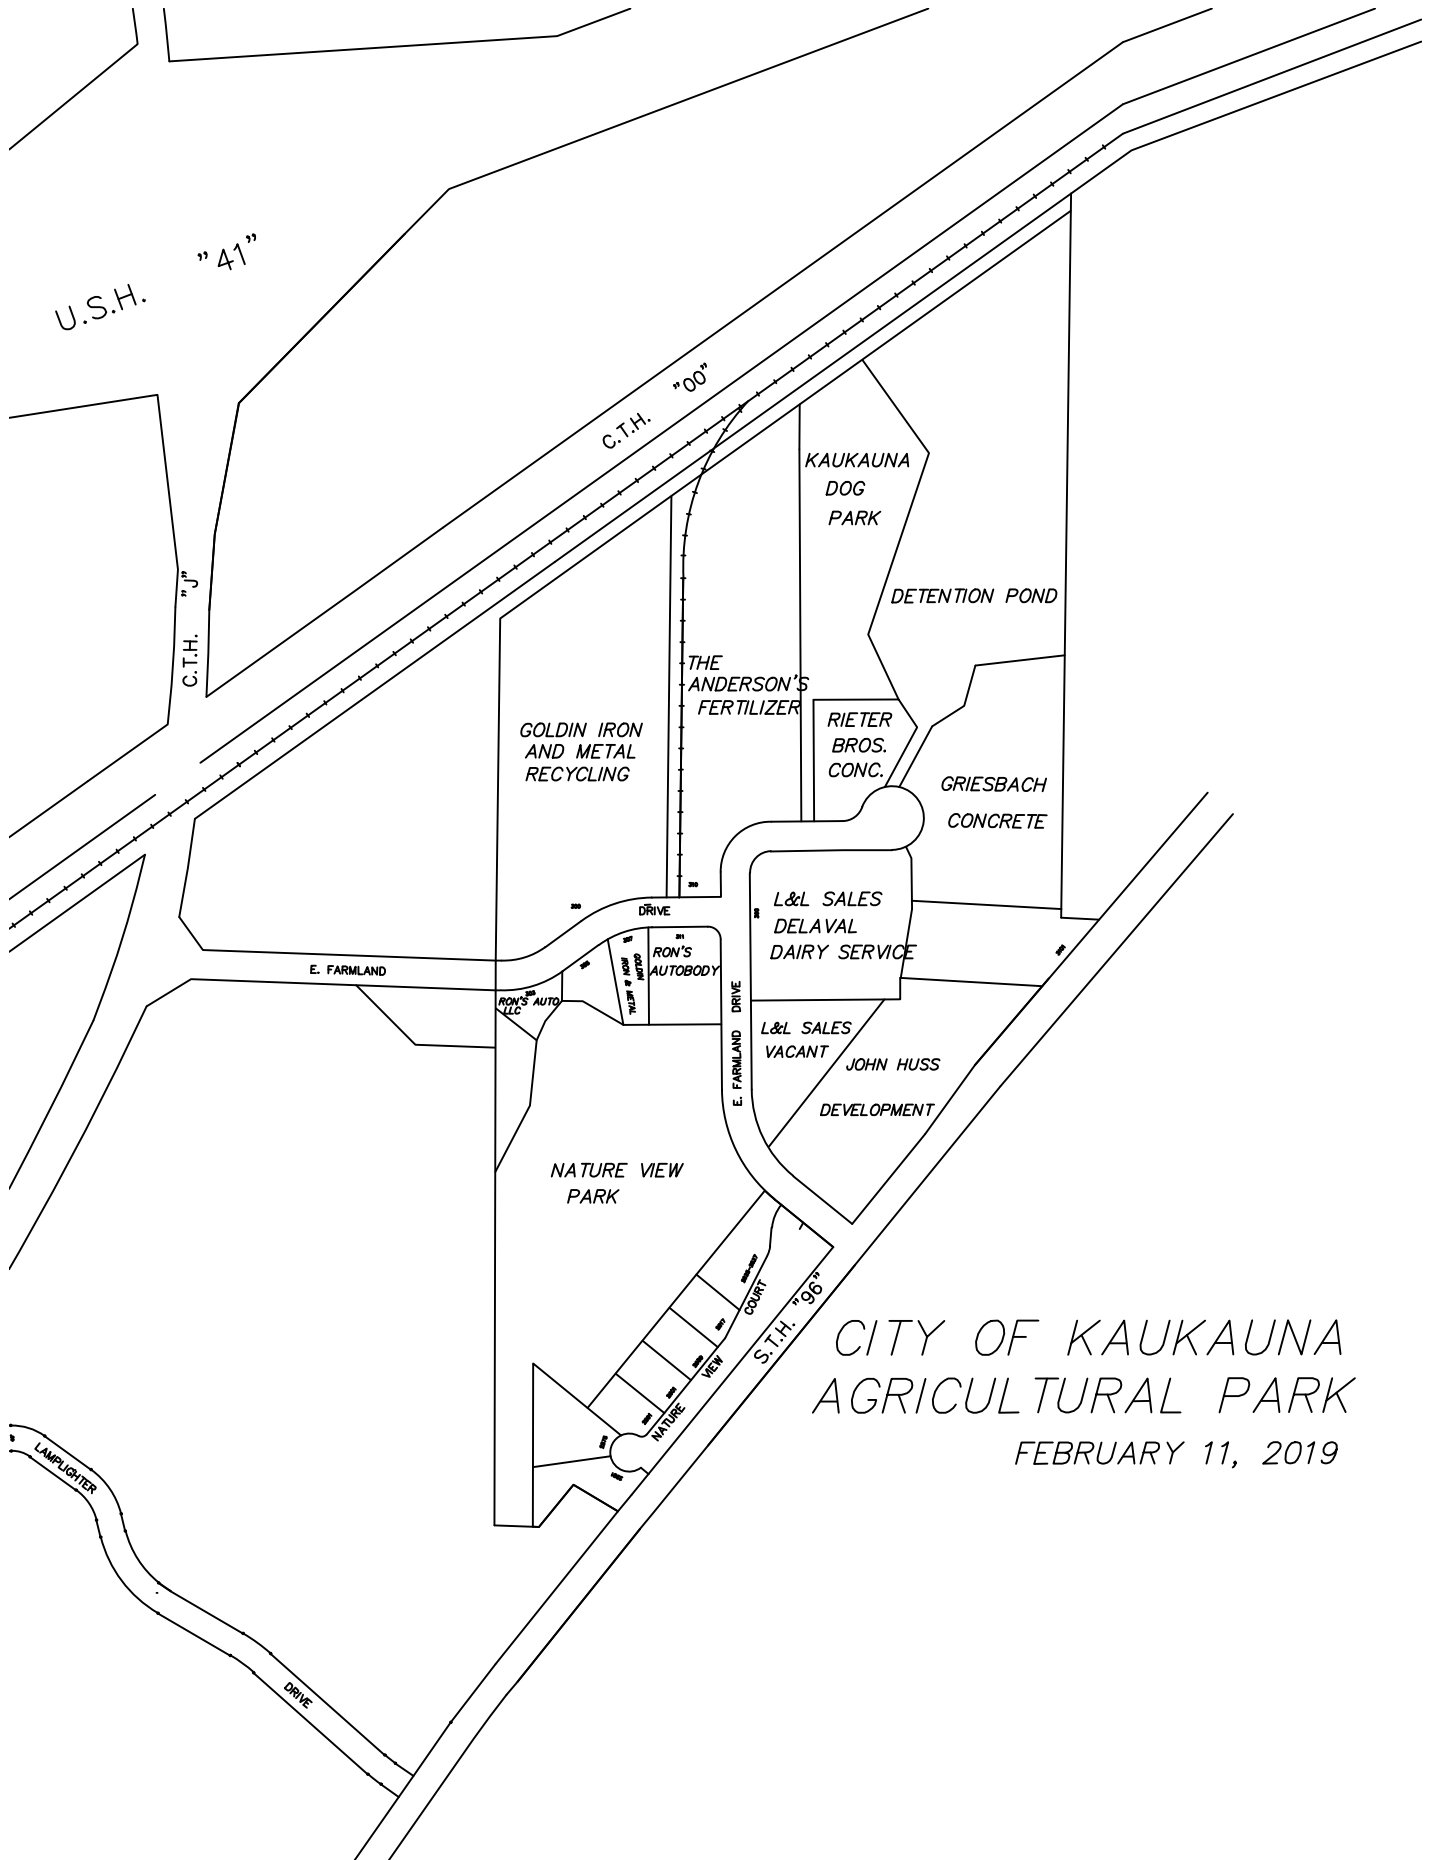 U.S.H. "41"
C.T.H. "00"
C.T.H. "J"
KAUKAUNA
DOG
PARK
DETENTION POND
THE
ANDERSON'S
FERTILIZER
GOLDIN IRON
AND METAL
RECYCLING
RIETER
BROS.
CONC.
GRIESBACH
CONCRETE
310
DRIVE
L&L SALES
DELAVAL
DAIRY SERVICE
311
RON'S
AUTOBODY
GOLDIN
IRON & METAL
E. FARMLAND
RON'S AUTO
LLC
E. FARMLAND DRIVE
L&L SALES
VACANT
JOHN HUSS
DEVELOPMENT
NATURE VIEW
PARK
NATURE VIEW COURT
S.T.H. "96"
CITY OF KAUKAUNA
AGRICULTURAL PARK
FEBRUARY 11, 2019
LAMPLIGHTER
DRIVE